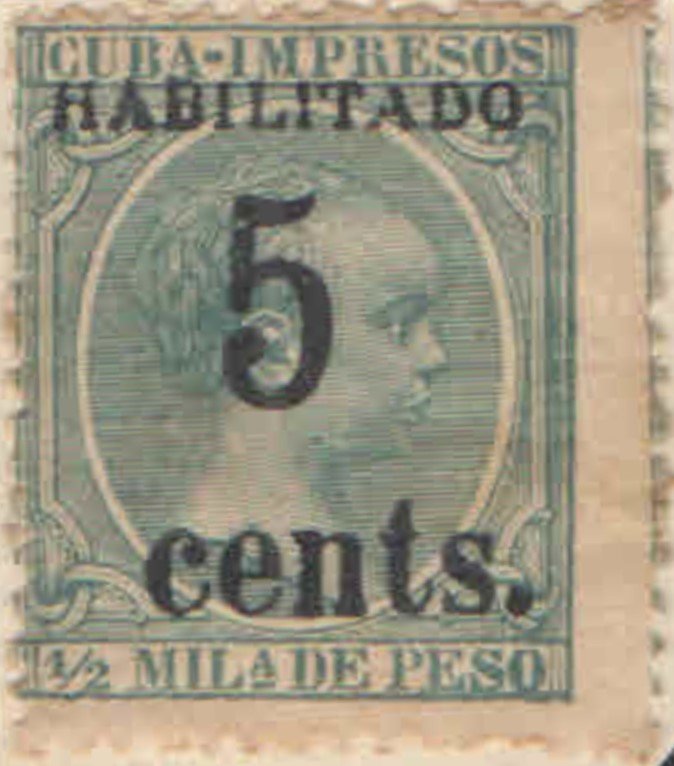 CUBA-IMPRESOS
HABILITADO
5
cents.
1/2 MILª DE PESO